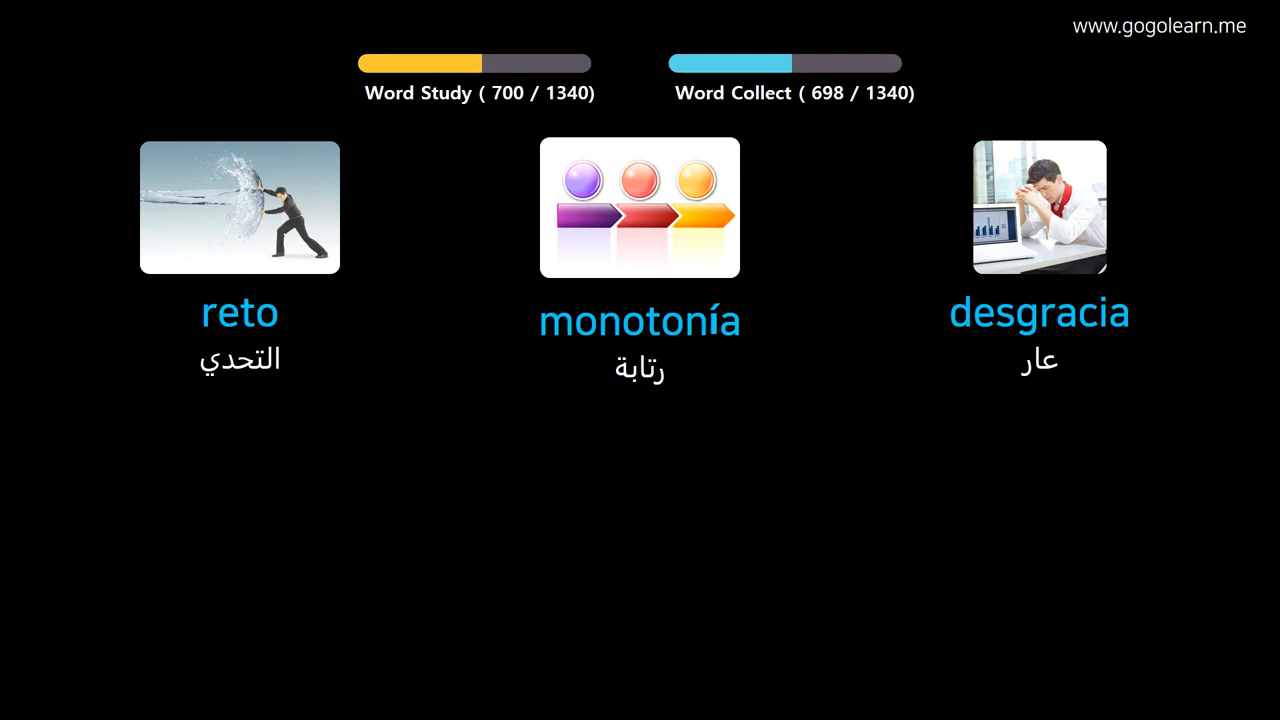 www.gogolearn.me
Word Study ( 700 / 1340)
Word Collect ( 698 / 1340)
reto
التحدي
monotonía
رتابة
desgracia
عار